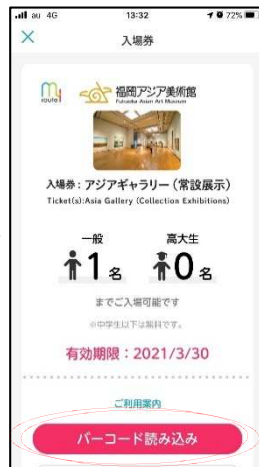 au 4G 13:32 72%
入場券
my route
福岡アジア美術館
Fukuoka Asian Art Museum
入場券:アジアギャラリー(常設展示)
Ticket(s):Asia Gallery (Collection Exhibitions)
一般 高大生
1名 0名
までご入場可能です
※中学生以下は無料です。
有効期限:2021/3/30
ご利用案内
バーコード読み込み